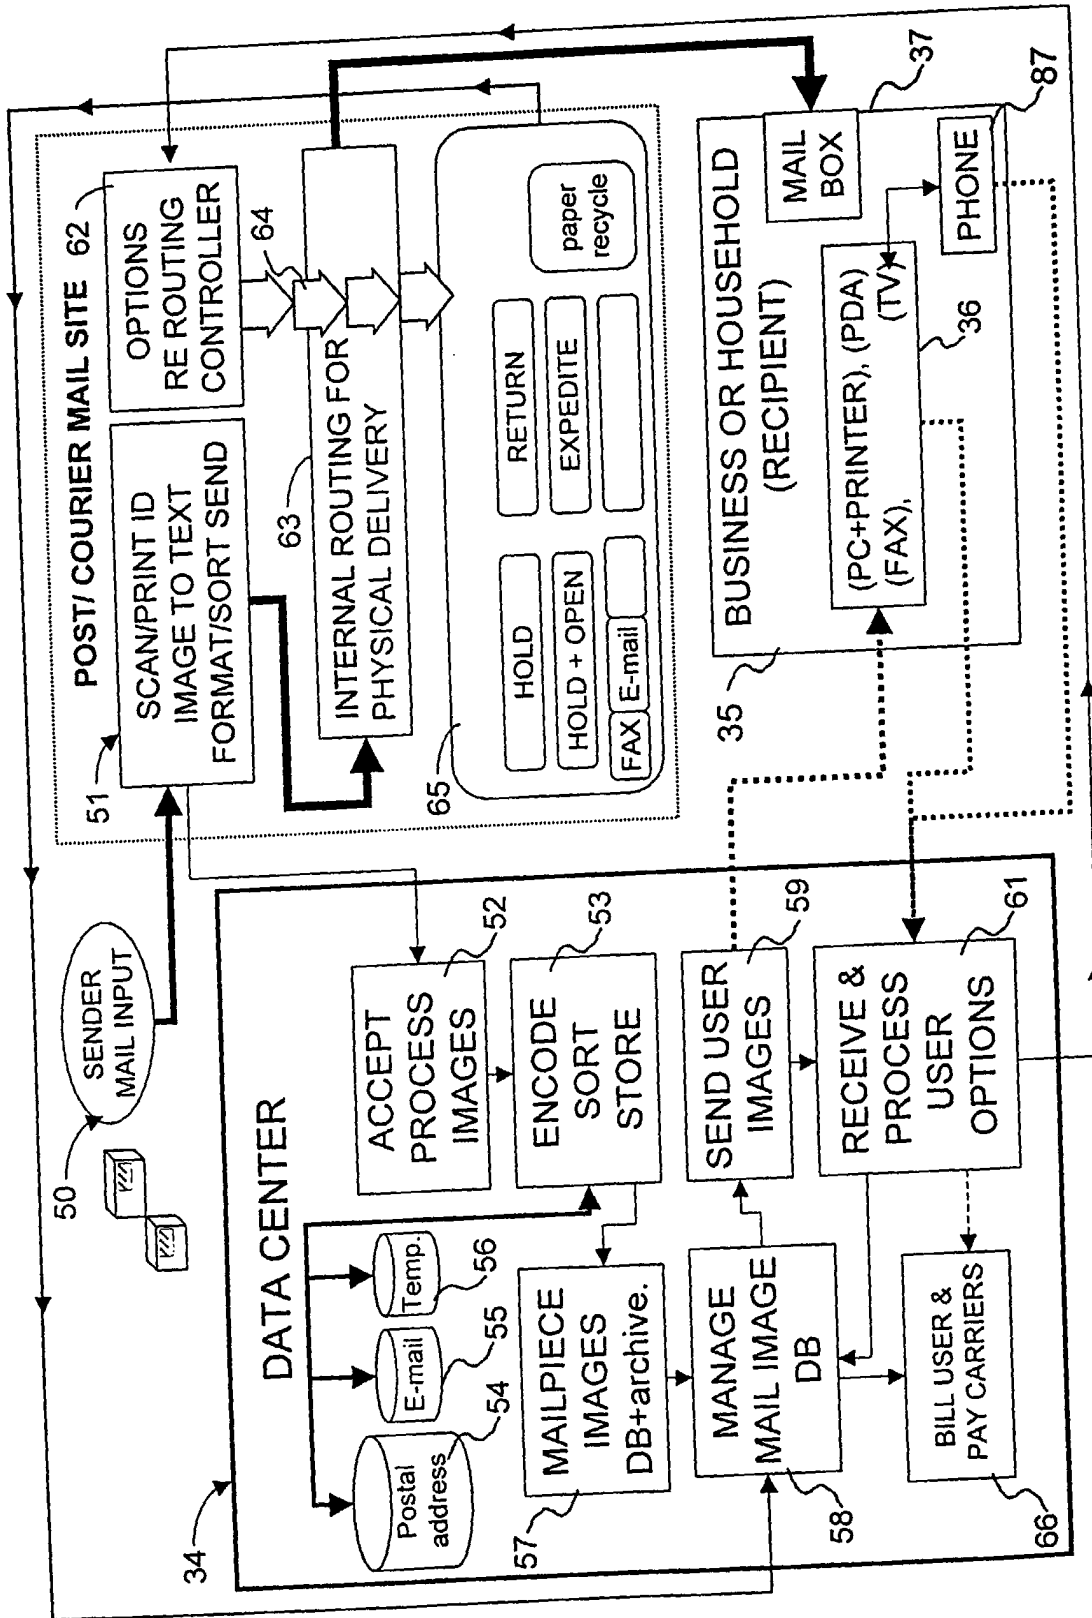 50
SENDER
MAIL INPUT
34
DATA CENTER
Postal
address
54
E-mail
55
Temp.
56
ACCEPT
PROCESS
IMAGES
52
ENCODE
SORT
STORE
53
MAILPIECE
IMAGES
DB+archive.
57
MANAGE
MAIL IMAGE
DB
58
SEND USER
IMAGES
59
RECEIVE &
PROCESS
USER
OPTIONS
61
BILL USER &
PAY CARRIERS
66
POST/ COURIER MAIL SITE
51
SCAN/PRINT ID
IMAGE TO TEXT
FORMAT/SORT SEND
62
OPTIONS
RE ROUTING
CONTROLLER
63
64
INTERNAL ROUTING FOR
PHYSICAL DELIVERY
65
HOLD
RETURN
HOLD + OPEN
EXPEDITE
FAX
E-mail
paper
recycle
35
BUSINESS OR HOUSEHOLD
(RECIPIENT)
MAIL
BOX
37
(PC+PRINTER), (PDA)
(FAX),
(TV)
36
PHONE
87